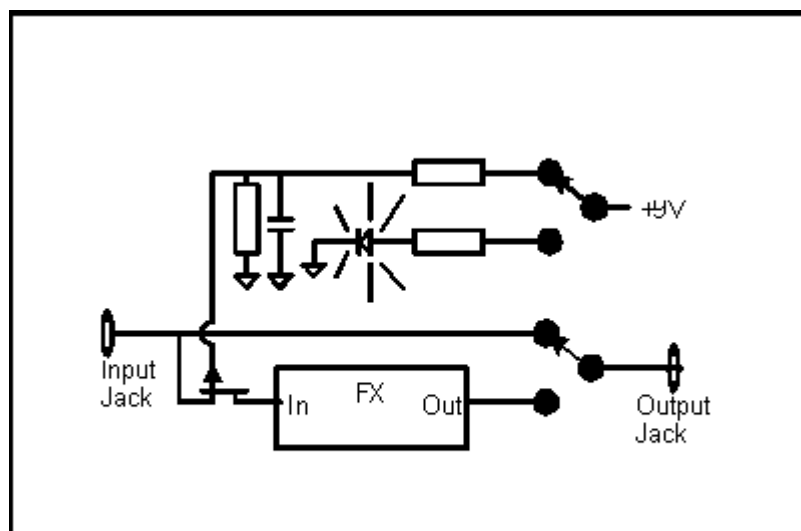 +9V
Input
Jack
In
FX
Out
Output
Jack